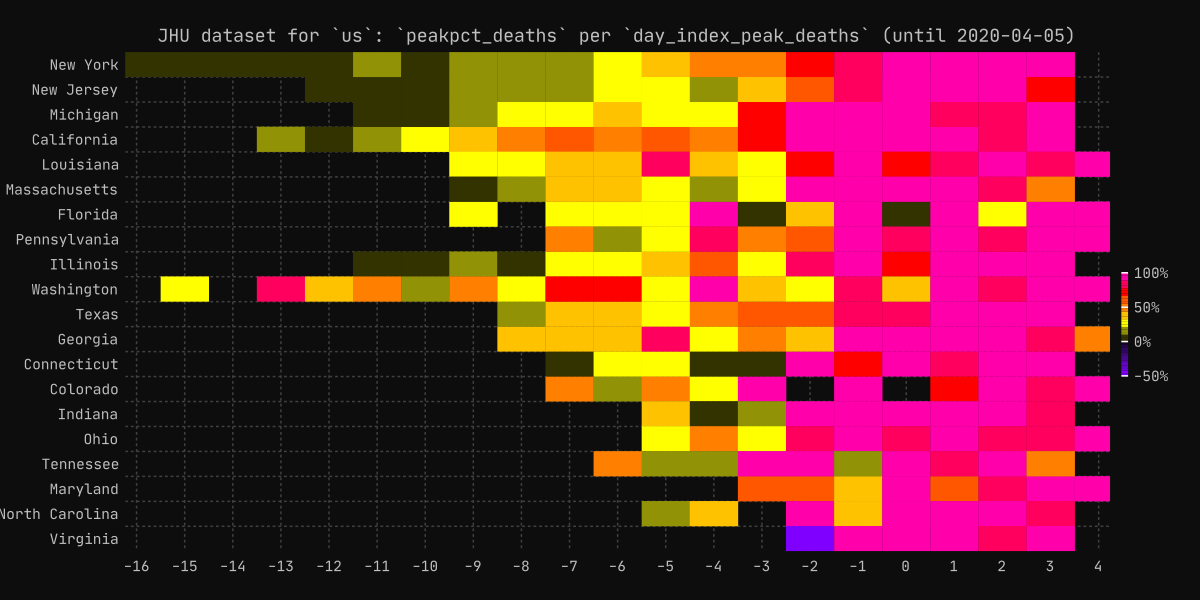 JHU dataset for `us`: `peakpct_deaths` per `day_index_peak_deaths` (until 2020-04-05)
New York
New Jersey
Michigan
California
Louisiana
Massachusetts
Florida
Pennsylvania
Illinois
Washington
Texas
Georgia
Connecticut
Colorado
Indiana
Ohio
Tennessee
Maryland
North Carolina
Virginia
100%
50%
0%
-50%
-16 -15 -14 -13 -12 -11 -10 -9 -8 -7 -6 -5 -4 -3 -2 -1 0 1 2 3 4